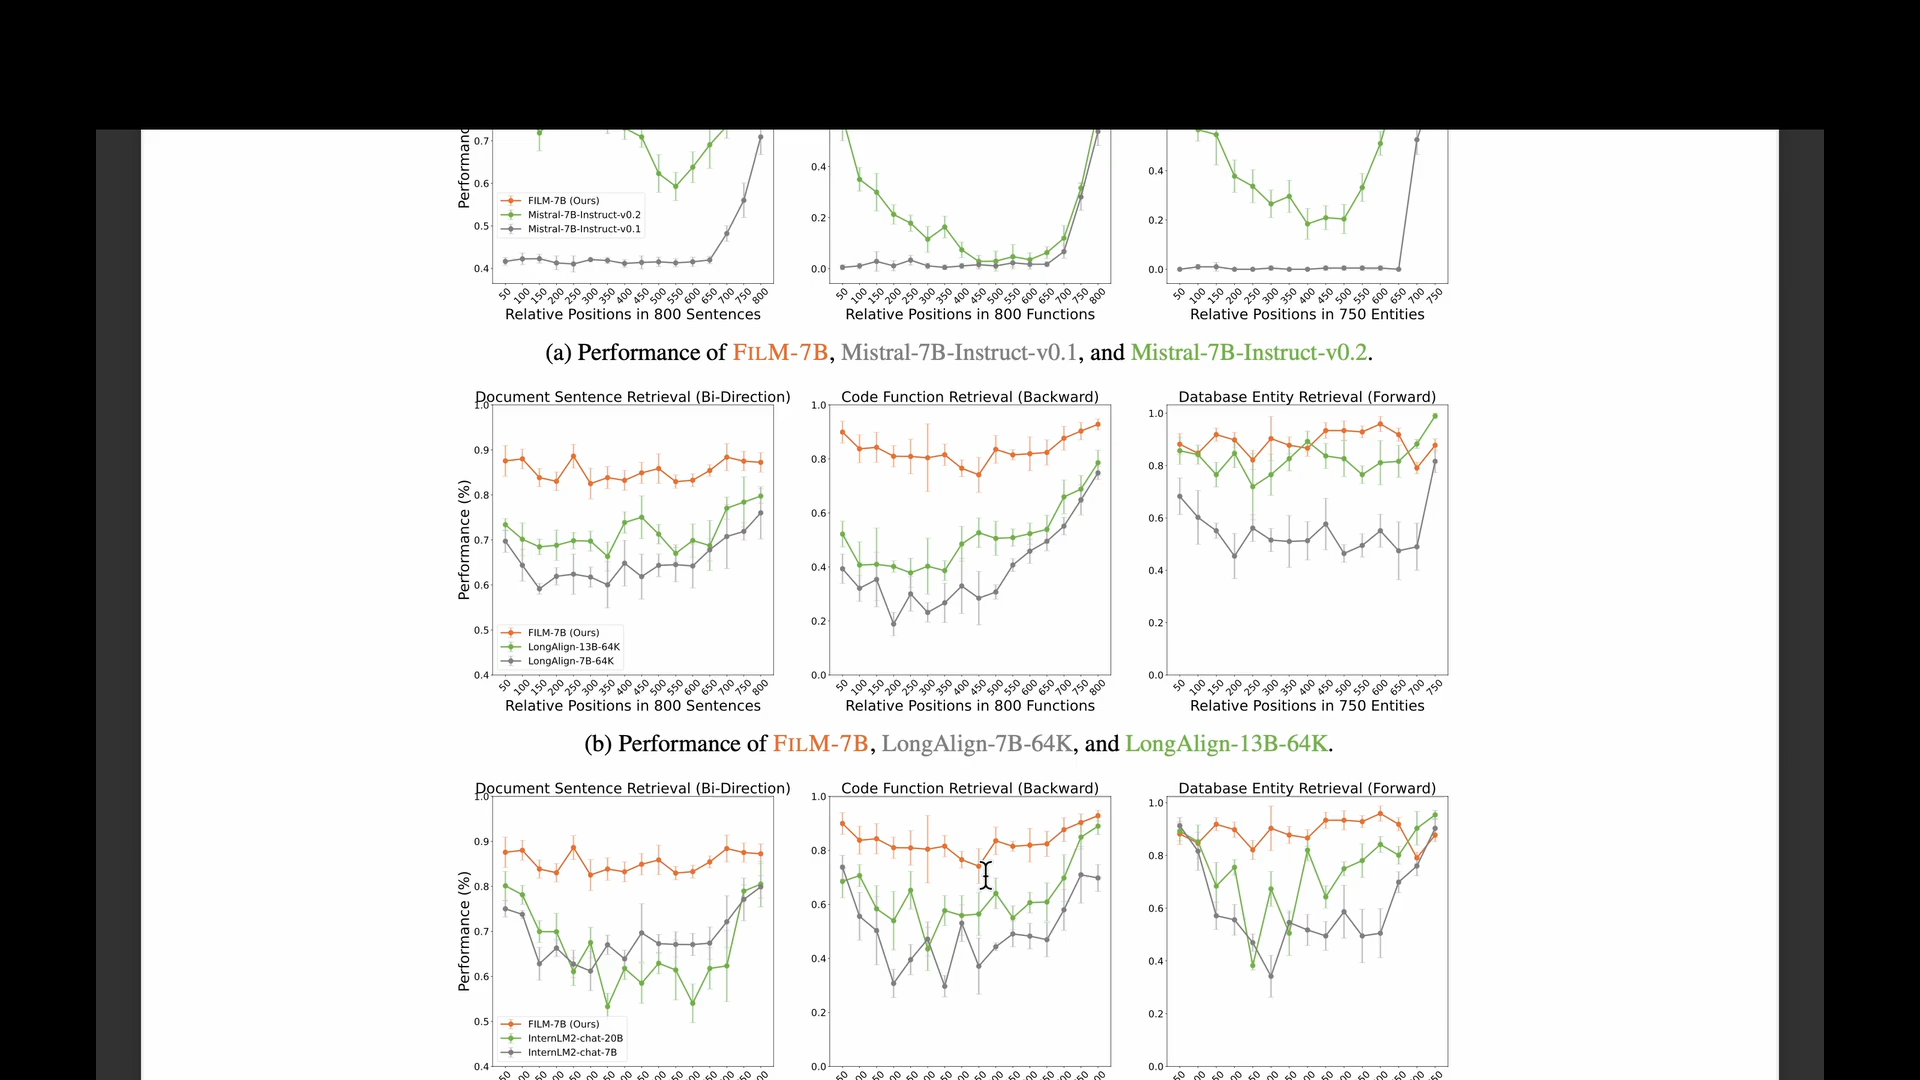 Performanc
0.7
0.6
0.5
0.4
FILM-7B (Ours)
Mistral-7B-Instruct-v0.2
Mistral-7B-Instruct-v0.1
50 100 150 200 250 300 350 400 450 500 550 600 650 700 750 800
Relative Positions in 800 Sentences
0.4
0.2
0.0
50 100 150 200 250 300 350 400 450 500 550 600 650 700 750 800
Relative Positions in 800 Functions
0.4
0.2
0.0
50 100 150 200 250 300 350 400 450 500 550 600 650 700 750
Relative Positions in 750 Entities
(a) Performance of FILM-7B, Mistral-7B-Instruct-v0.1, and Mistral-7B-Instruct-v0.2.
Document Sentence Retrieval (Bi-Direction)
Performance (%)
1.0
0.9
0.8
0.7
0.6
0.5
0.4
FILM-7B (Ours)
LongAlign-13B-64K
LongAlign-7B-64K
50 100 150 200 250 300 350 400 450 500 550 600 650 700 750 800
Relative Positions in 800 Sentences
Code Function Retrieval (Backward)
1.0
0.8
0.6
0.4
0.2
0.0
50 100 150 200 250 300 350 400 450 500 550 600 650 700 750 800
Relative Positions in 800 Functions
Database Entity Retrieval (Forward)
1.0
0.8
0.6
0.4
0.2
0.0
50 100 150 200 250 300 350 400 450 500 550 600 650 700 750
Relative Positions in 750 Entities
(b) Performance of FILM-7B, LongAlign-7B-64K, and LongAlign-13B-64K.
Document Sentence Retrieval (Bi-Direction)
Performance (%)
1.0
0.9
0.8
0.7
0.6
0.5
0.4
FILM-7B (Ours)
InternLM2-chat-20B
InternLM2-chat-7B
Code Function Retrieval (Backward)
1.0
0.8
0.6
0.4
0.2
0.0
Database Entity Retrieval (Forward)
1.0
0.8
0.6
0.4
0.2
0.0